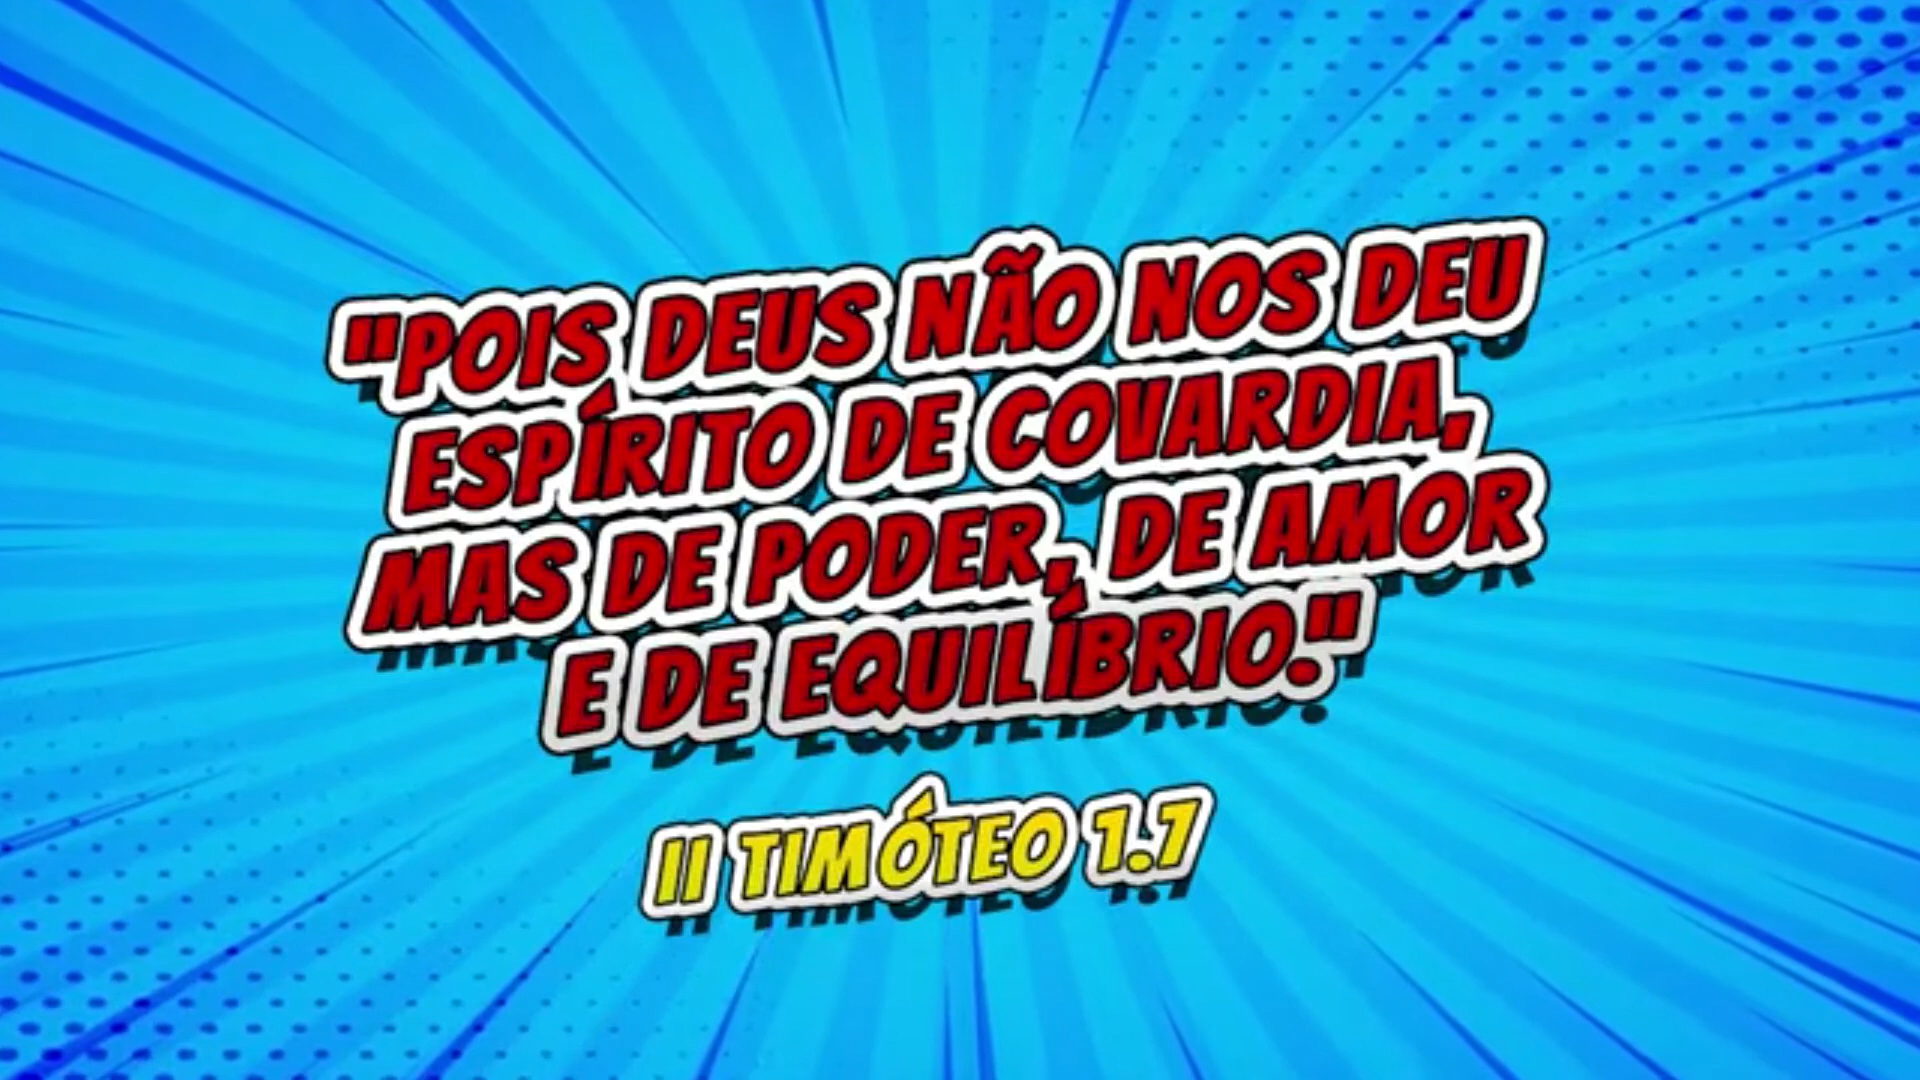 "POIS DEUS NÃO NOS DEU
ESPÍRITO DE COVARDIA,
MAS DE PODER, DE AMOR
E DE EQUILÍBRIO."
II TIMÓTEO 1.7